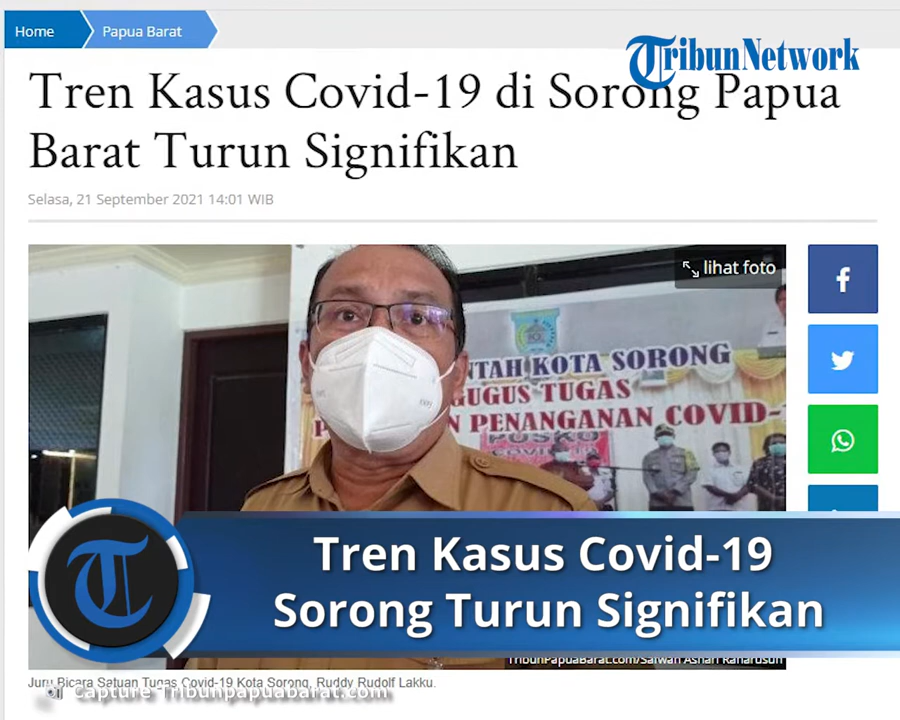 Home
Papua Barat
TribunNetwork
Tren Kasus Covid-19 di Sorong Papua
Barat Turun Signifikan
Selasa, 21 September 2021 14:01 WIB
lihat foto
NTAH KOTA SORONG
GUGUS TUGAS
N PENANGANAN COVID-
POSKO
COVID-19
Tren Kasus Covid-19
Sorong Turun Signifikan
TribunPapuaBarat.com/Safwan Ashari Raharusun
Juru Bicara Satuan Tugas Covid-19 Kota Sorong, Ruddy Rudolf Lakku.
Capture Tribunpapuabarat.com